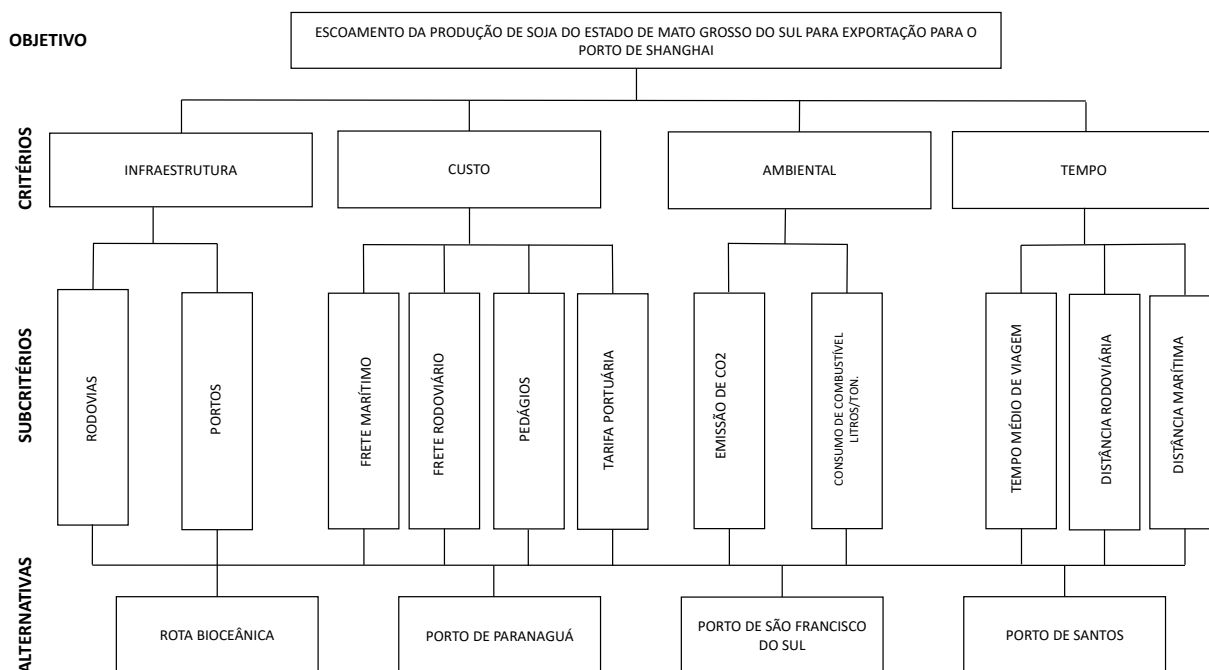 OBJETIVO
ESCOAMENTO DA PRODUÇÃO DE SOJA DO ESTADO DE MATO GROSSO DO SUL PARA EXPORTAÇÃO PARA O
PORTO DE SHANGHAI
CRITÉRIOS
INFRAESTRUTURA
CUSTO
AMBIENTAL
TEMPO
SUBCRITÉRIOS
RODOVIAS
PORTOS
FRETE MARÍTIMO
FRETE RODOVIÁRIO
PEDÁGIOS
TARIFA PORTUÁRIA
EMISSÃO DE CO2
CONSUMO DE COMBUSTÍVEL
LITROS/TON.
TEMPO MÉDIO DE VIAGEM
DISTÂNCIA RODOVIÁRIA
DISTÂNCIA MARÍTIMA
ALTERNATIVAS
ROTA BIOCEÂNICA
PORTO DE PARANAGUÁ
PORTO DE SÃO FRANCISCO
DO SUL
PORTO DE SANTOS